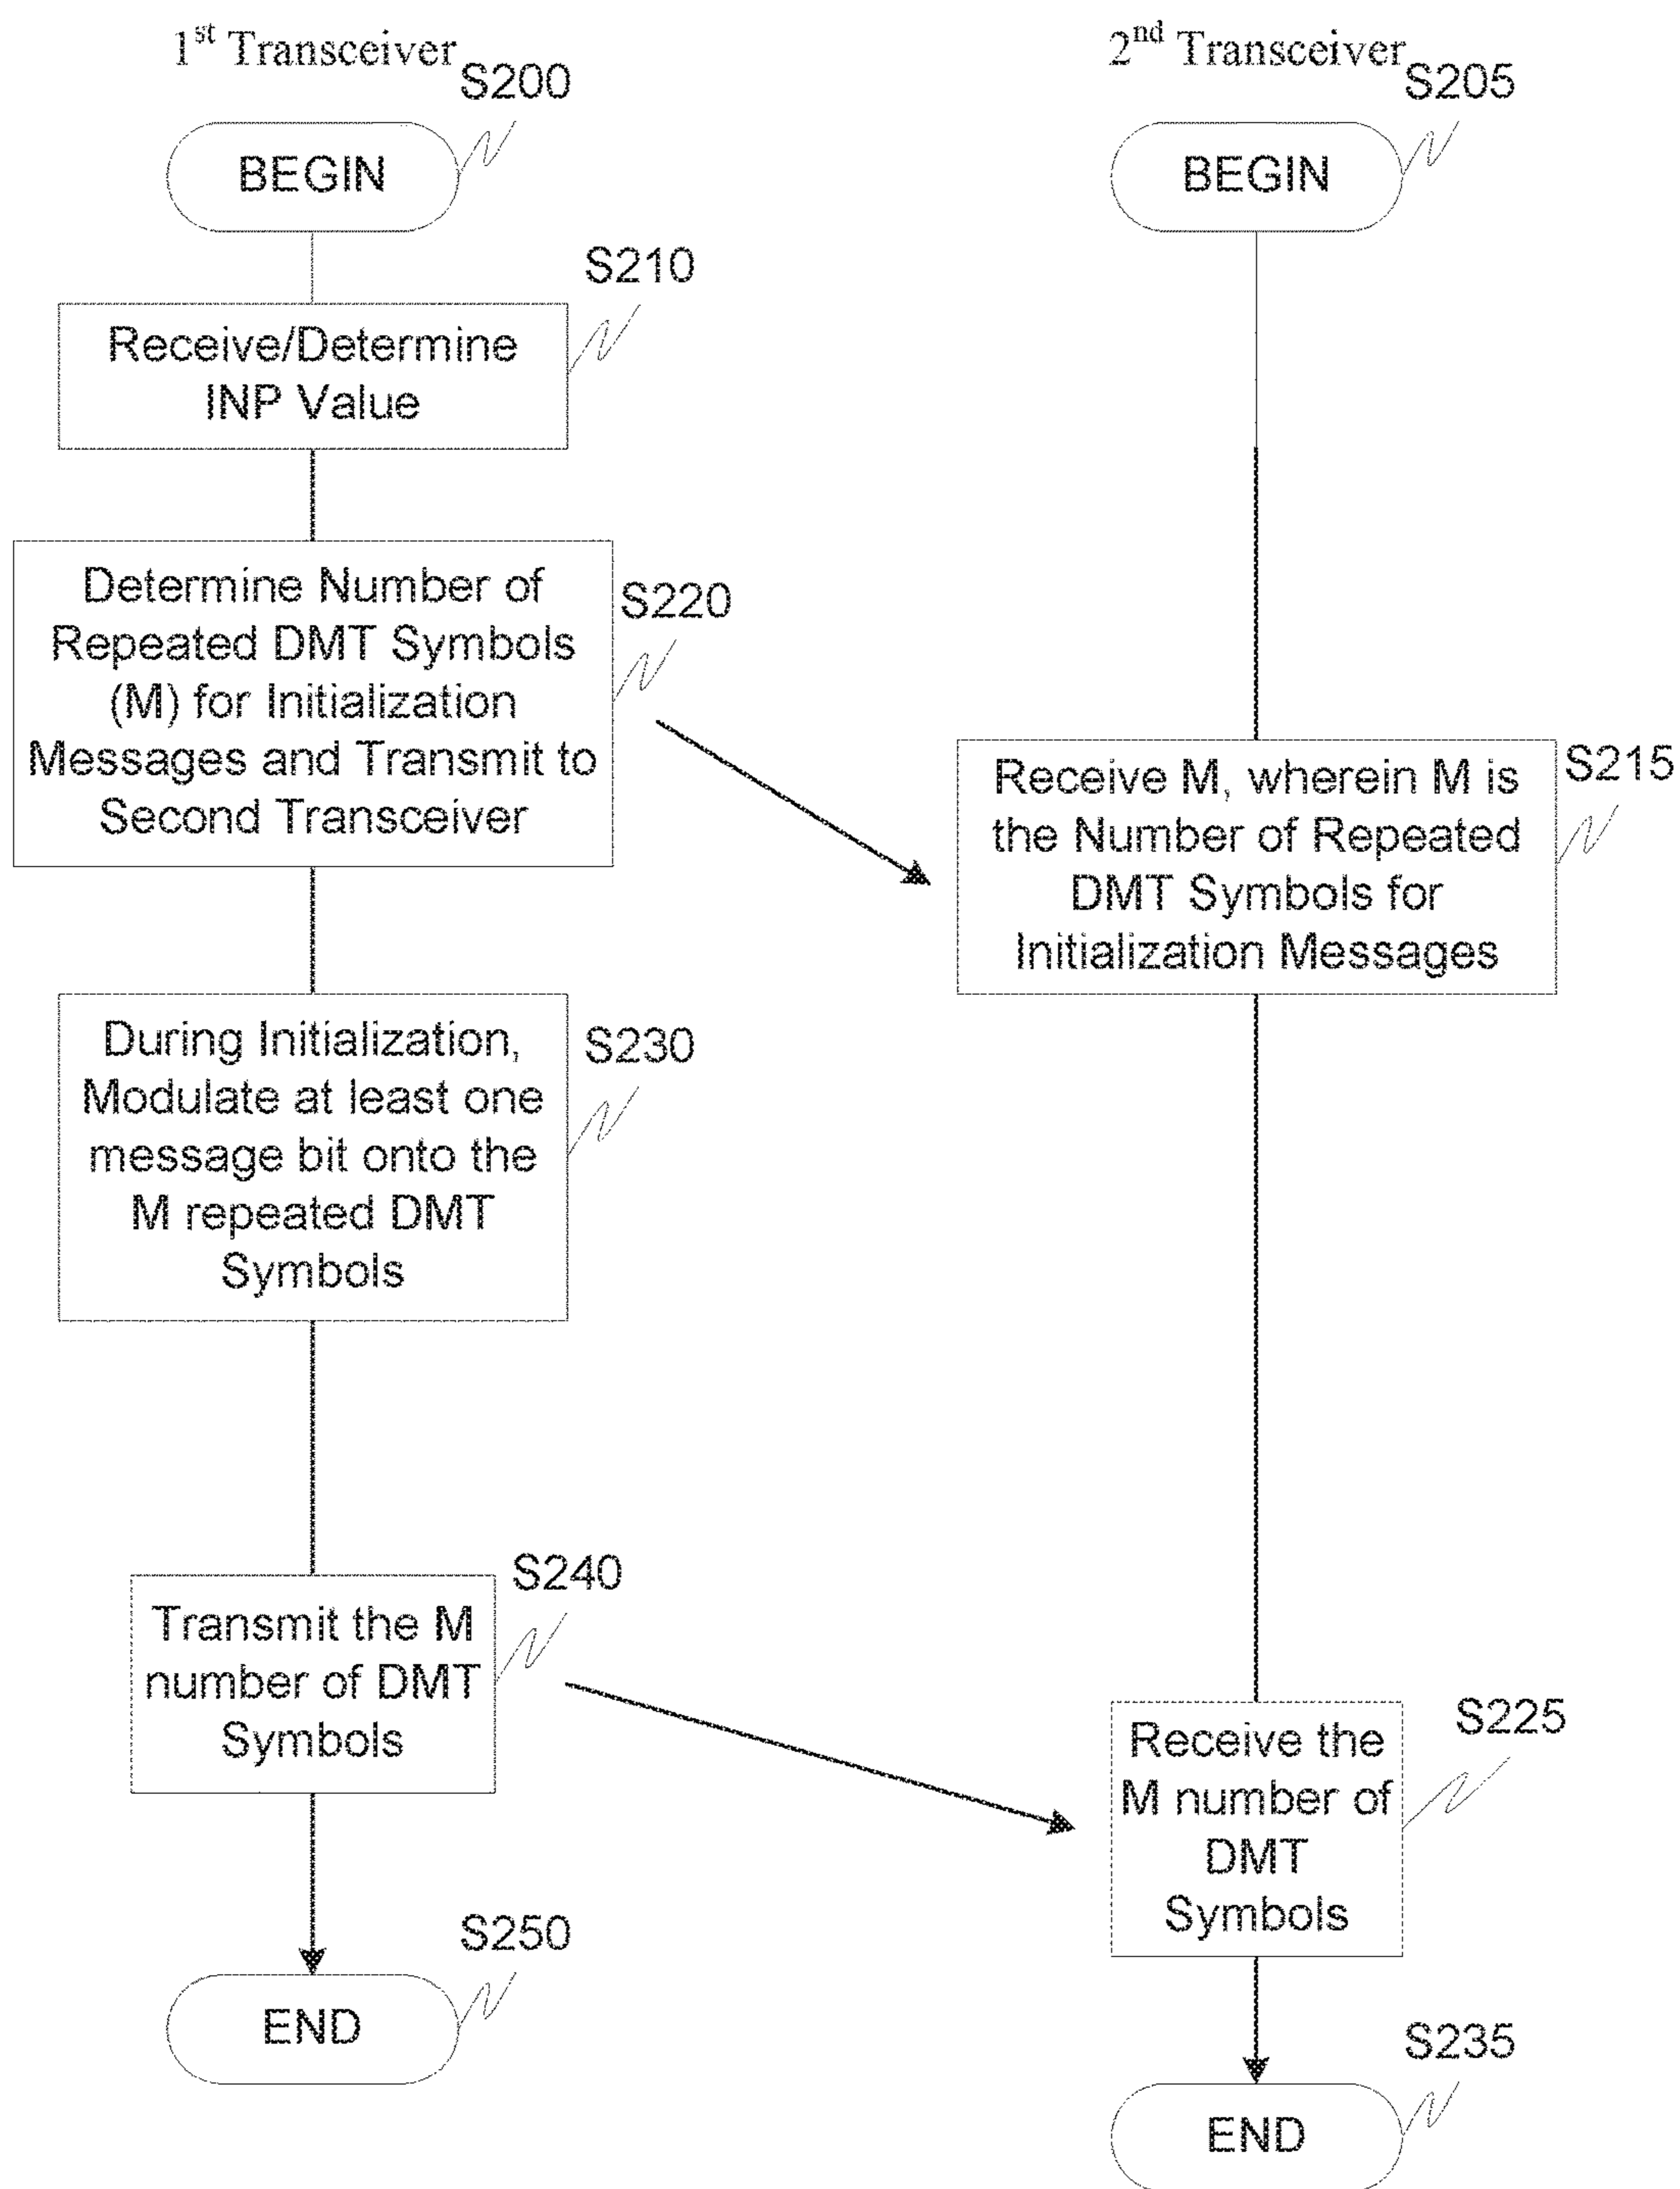 1st Transceiver
S200
BEGIN
S210
Receive/Determine
INP Value
Determine Number of
Repeated DMT Symbols
(M) for Initialization
Messages and Transmit to
Second Transceiver
S220
During Initialization,
Modulate at least one
message bit onto the
M repeated DMT
Symbols
S230
S240
Transmit the M
number of DMT
Symbols
S250
END
2nd Transceiver
S205
BEGIN
Receive M, wherein M is
the Number of Repeated
DMT Symbols for
Initialization Messages
S215
S225
Receive the
M number of
DMT
Symbols
S235
END